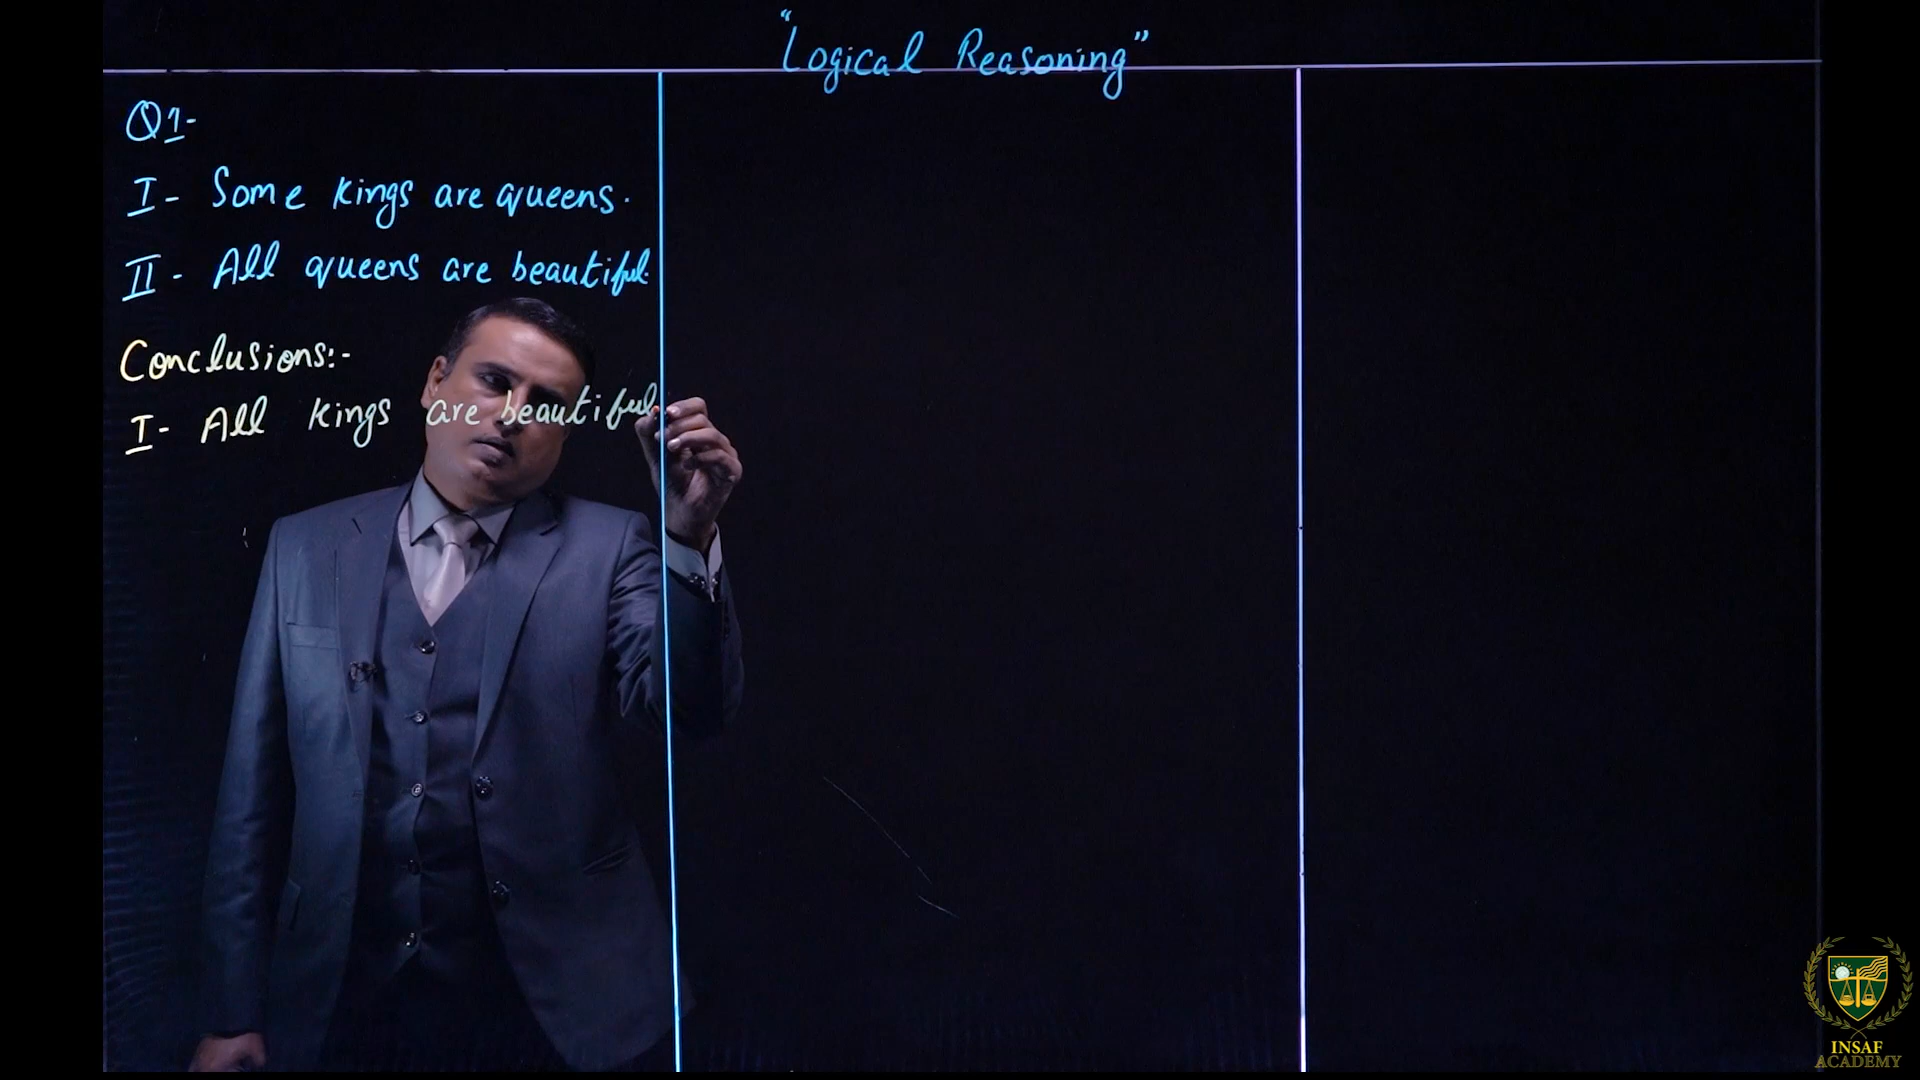 "Logical Reasoning"
Q1-
I- Some kings are queens.
II- All queens are beautiful.
Conclusions:-
I- All kings are beautiful
INSAF
ACADEMY